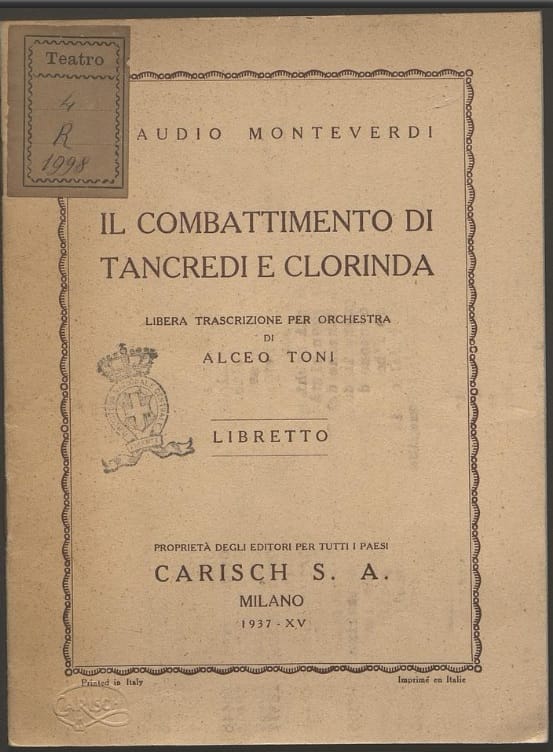 Teatro
4
R
1998
AUDIO MONTEVERDI
IL COMBATTIMENTO DI
TANCREDI E CLORINDA
LIBERA TRASCRIZIONE PER ORCHESTRA
DI
ALCEO TONI
LIBRETTO
PROPRIETÀ DEGLI EDITORI PER TUTTI I PAESI
CARISCH S. A.
MILANO
1937 - XV
Printed in Italy
Imprimé en Italie
CARISCH